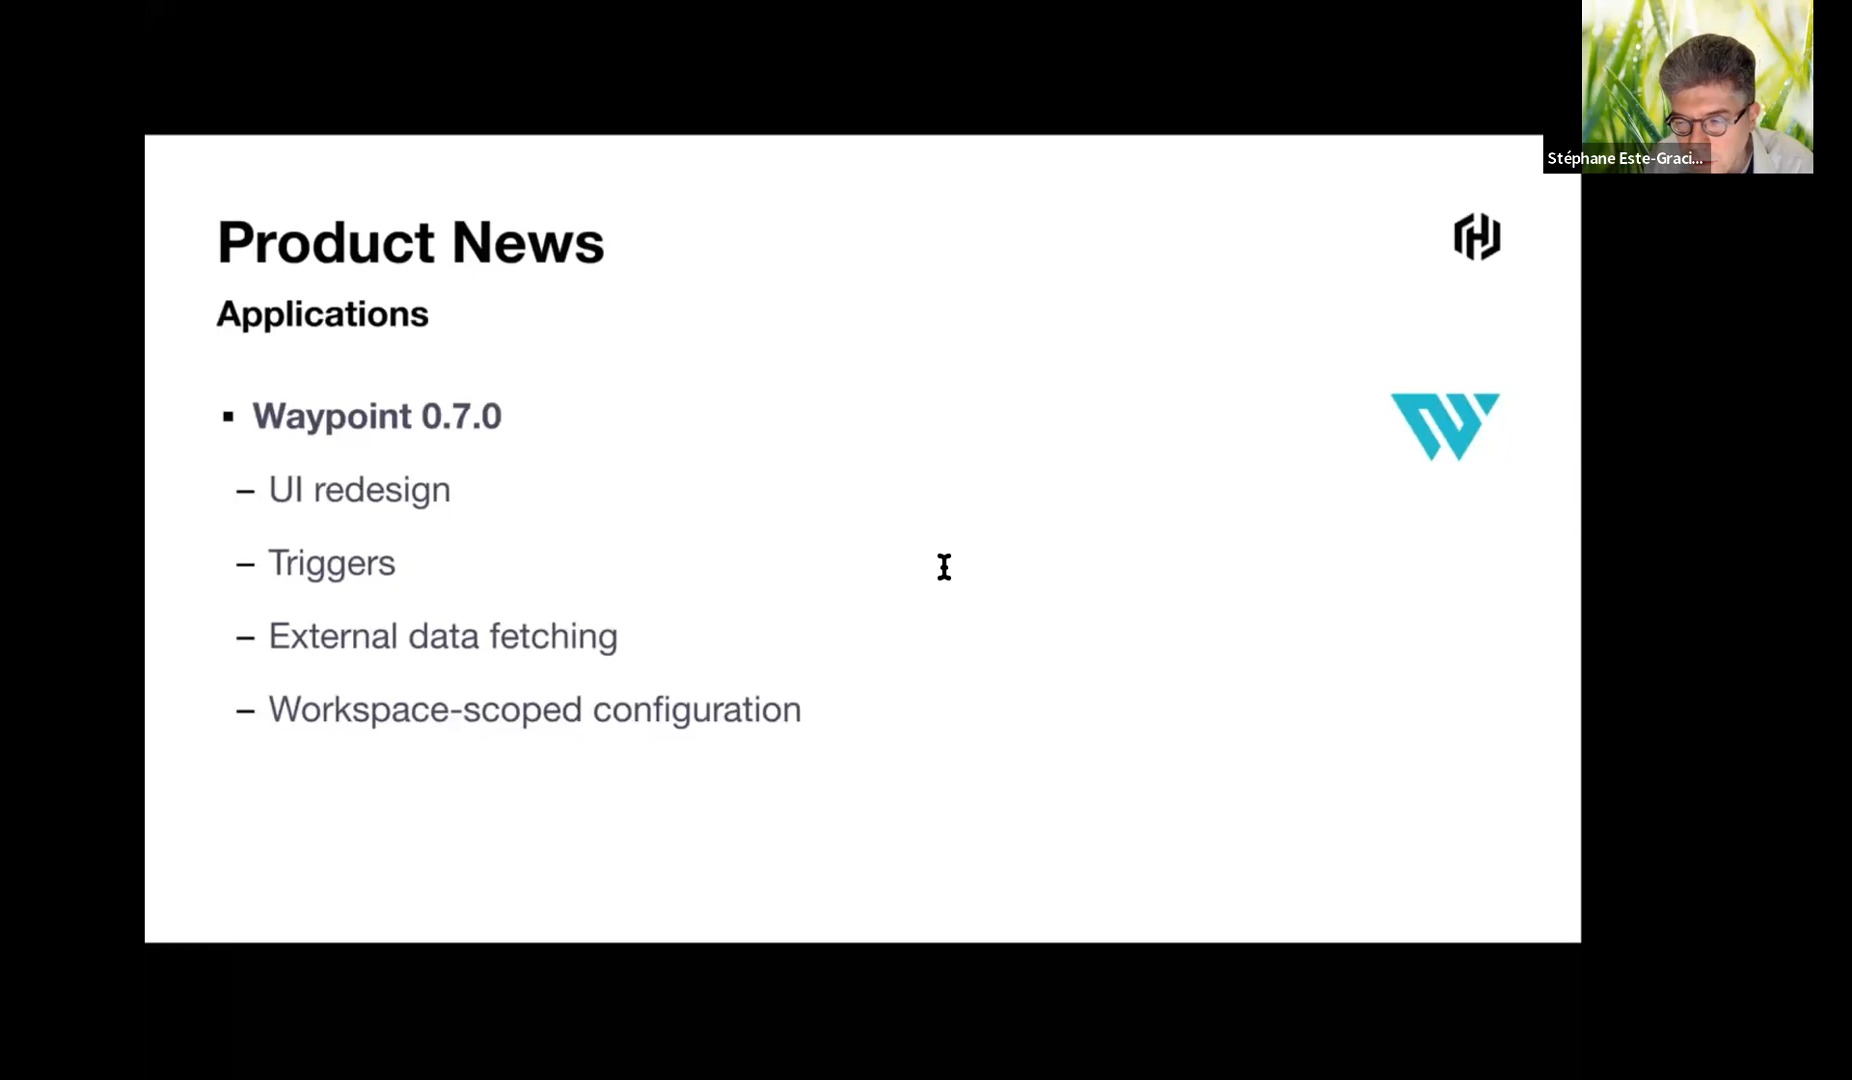 Stéphane Este-Graci...
Product News
Applications
▪ Waypoint 0.7.0
– UI redesign
– Triggers
– External data fetching
– Workspace-scoped configuration